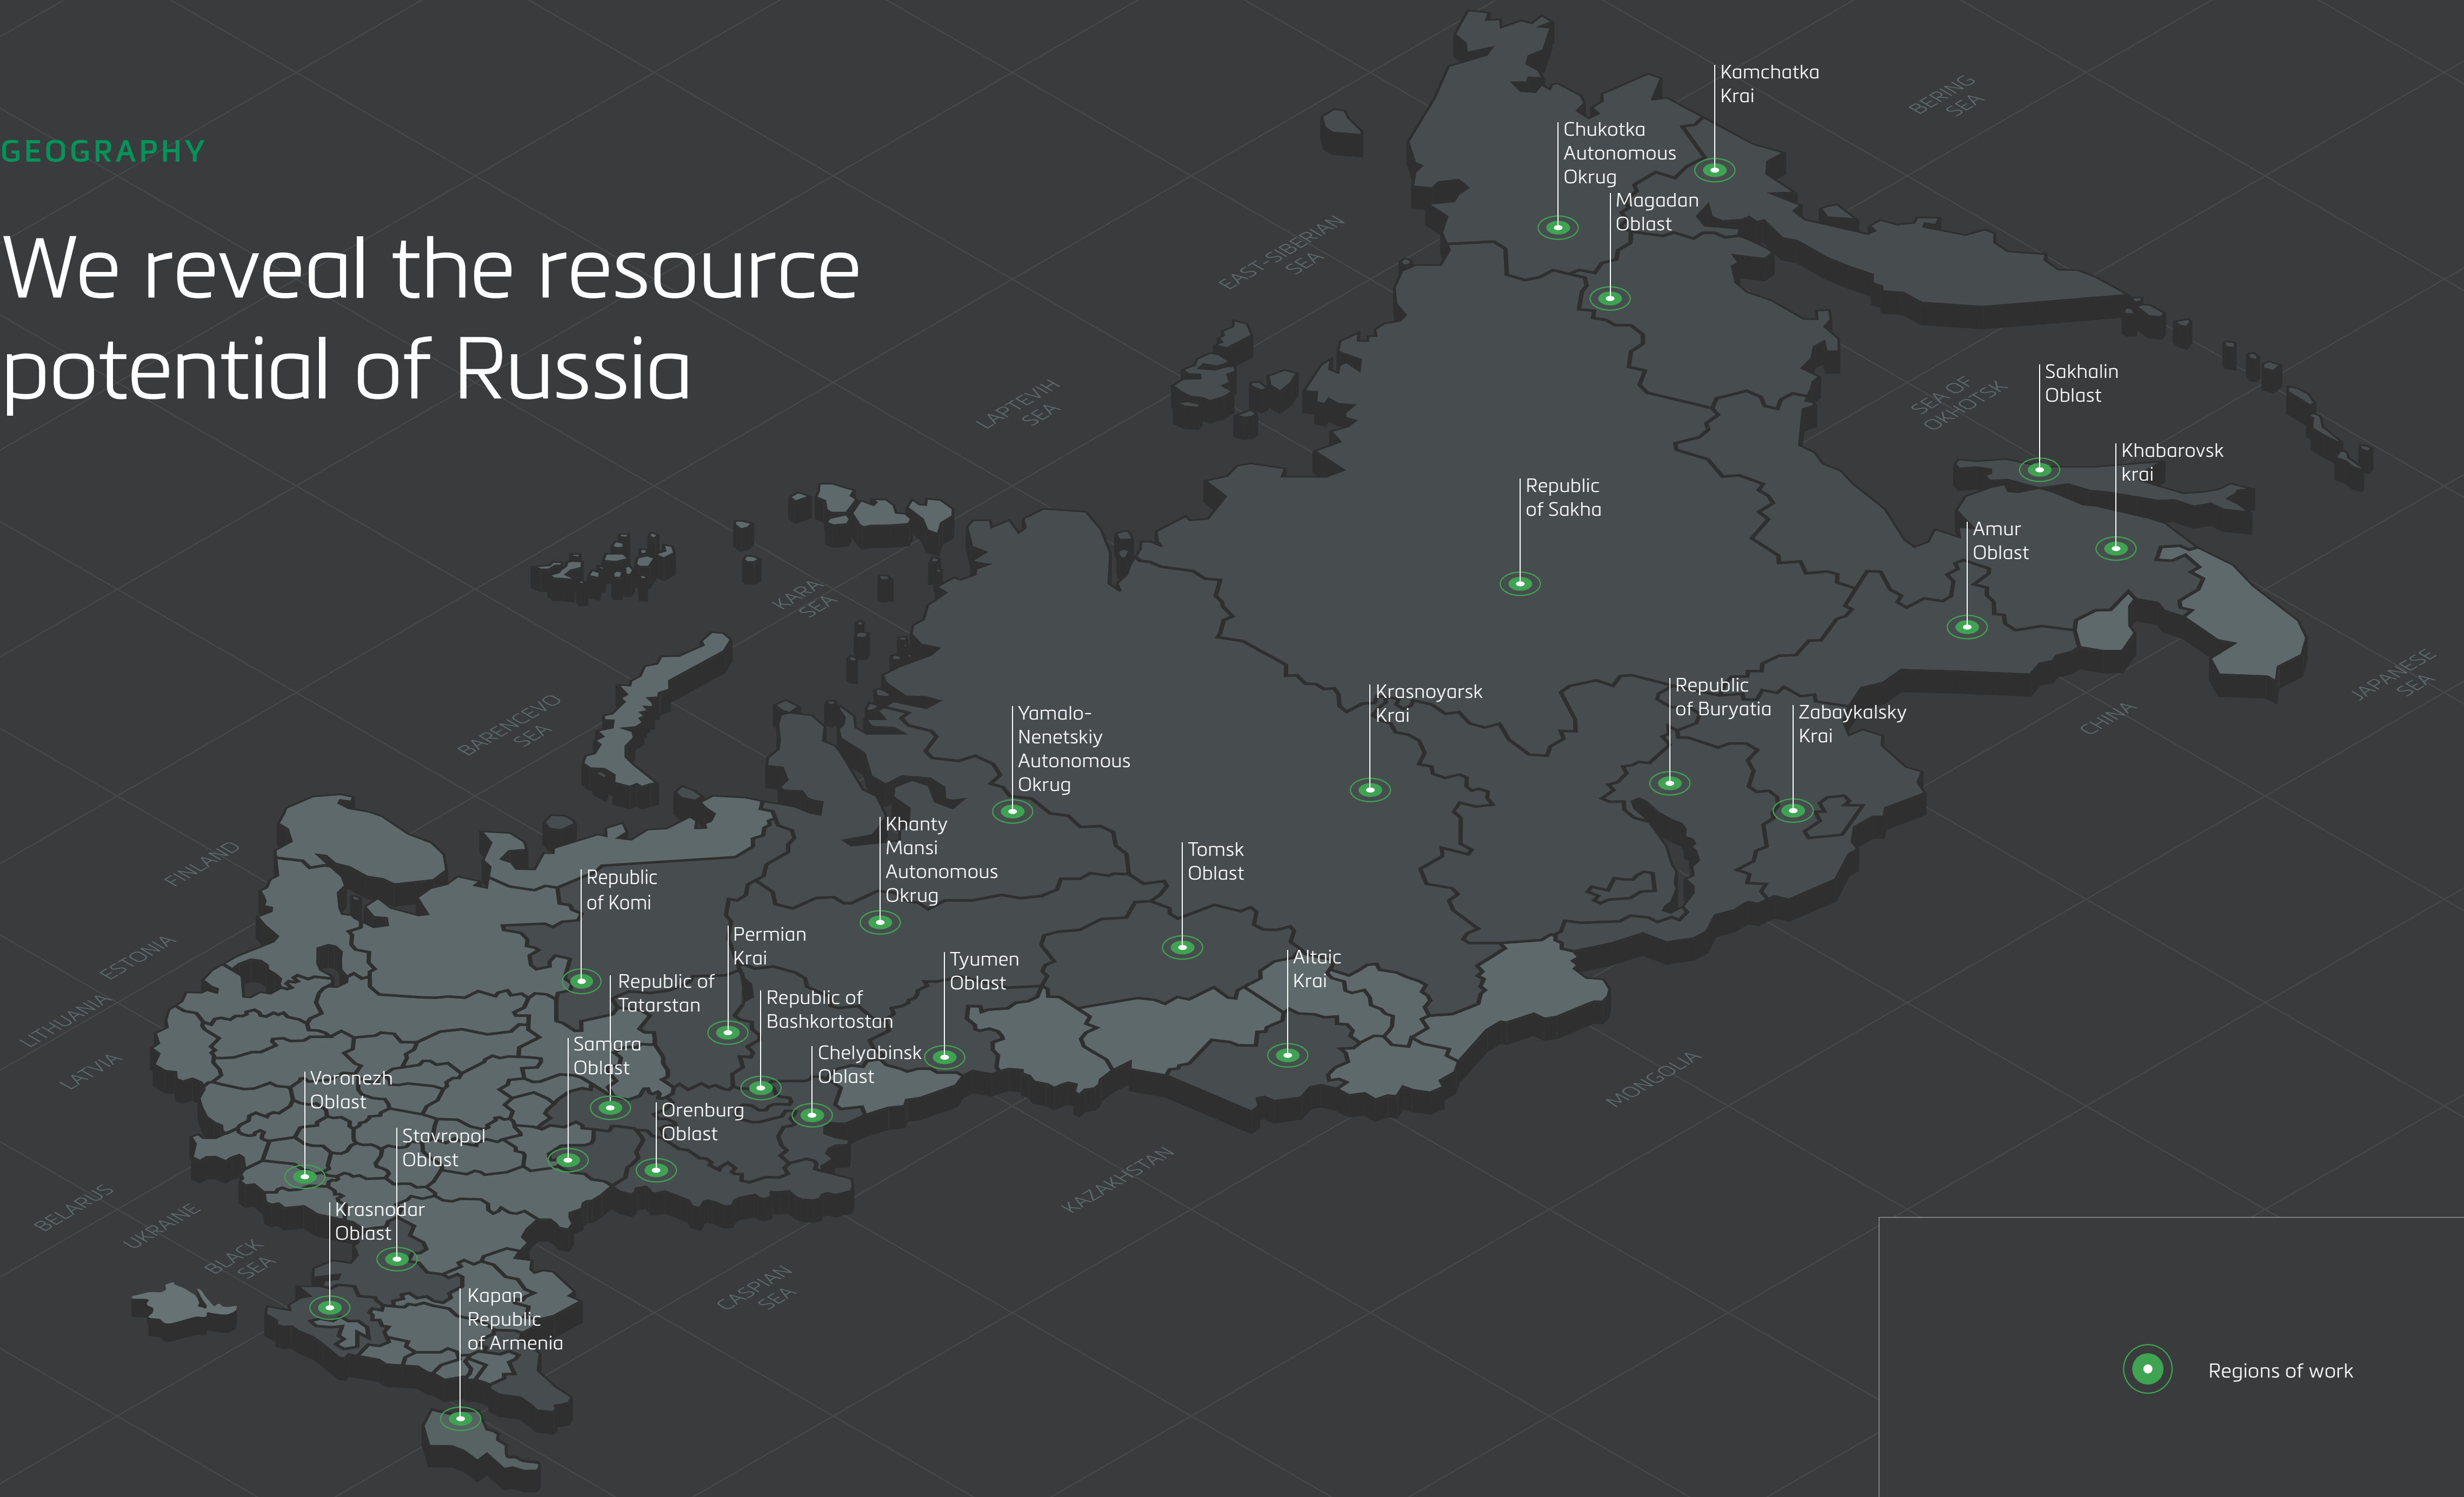 GEOGRAPHY
We reveal the resource
potential of Russia
Kamchatka
Krai
BERING
SEA
Chukotka
Autonomous
Okrug
Magadan
Oblast
EAST-SIBERIAN
SEA
Sakhalin
Oblast
SEA OF
OKHOTSK
LAPTEVIH
SEA
Khabarovsk
krai
Republic
of Sakha
Amur
Oblast
KARA
SEA
JAPANESE
SEA
CHINA
Krasnoyarsk
Krai
Republic
of Buryatia
Zabaykalsky
Krai
Yamalo-
Nenetskiy
Autonomous
Okrug
BARENCEVO
SEA
Khanty
Mansi
Autonomous
Okrug
Tomsk
Oblast
FINLAND
Republic
of Komi
Permian
Krai
Tyumen
Oblast
Altaic
Krai
ESTONIA
Republic of
Tatarstan
Republic of
Bashkortostan
LITHUANIA
Samara
Oblast
Chelyabinsk
Oblast
LATVIA
Voronezh
Oblast
MONGOLIA
Orenburg
Oblast
Stavropol
Oblast
KAZAKHSTAN
BELARUS
UKRAINE
Krasnodar
Oblast
BLACK
SEA
CASPIAN
SEA
Kapan
Republic
of Armenia
Regions of work